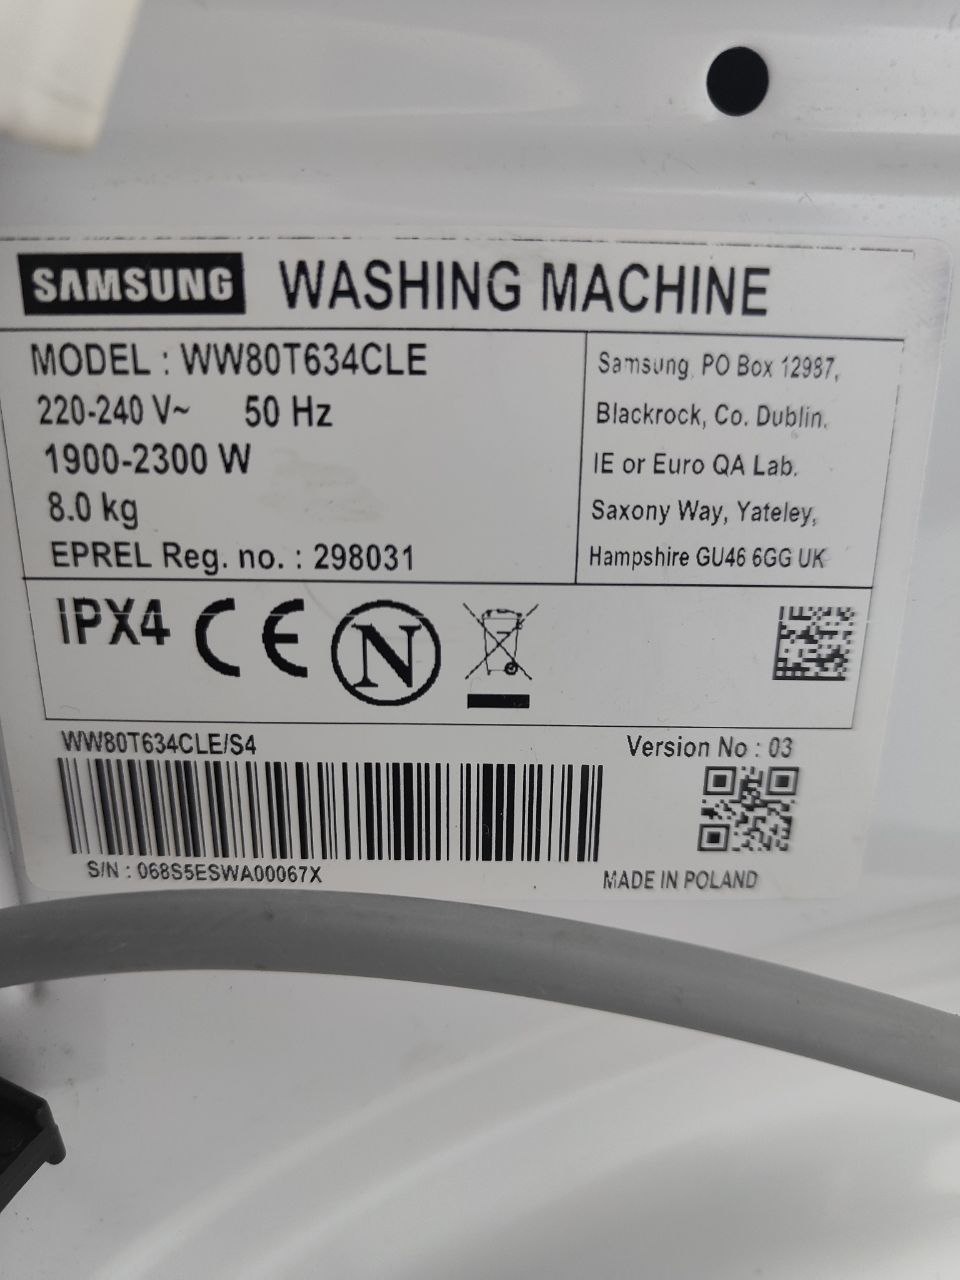 SAMSUNG WASHING MACHINE
MODEL : WW80T634CLE
220-240 V~ 50 Hz
1900-2300 W
8.0 kg
EPREL Reg. no. : 298031
Samsung, PO Box 12987,
Blackrock, Co. Dublin.
IE or Euro QA Lab.
Saxony Way, Yateley,
Hampshire GU46 6GG UK
IPX4 CE N
WW80T634CLE/S4
Version No : 03
S/N : 068S5ESWA00067X
MADE IN POLAND